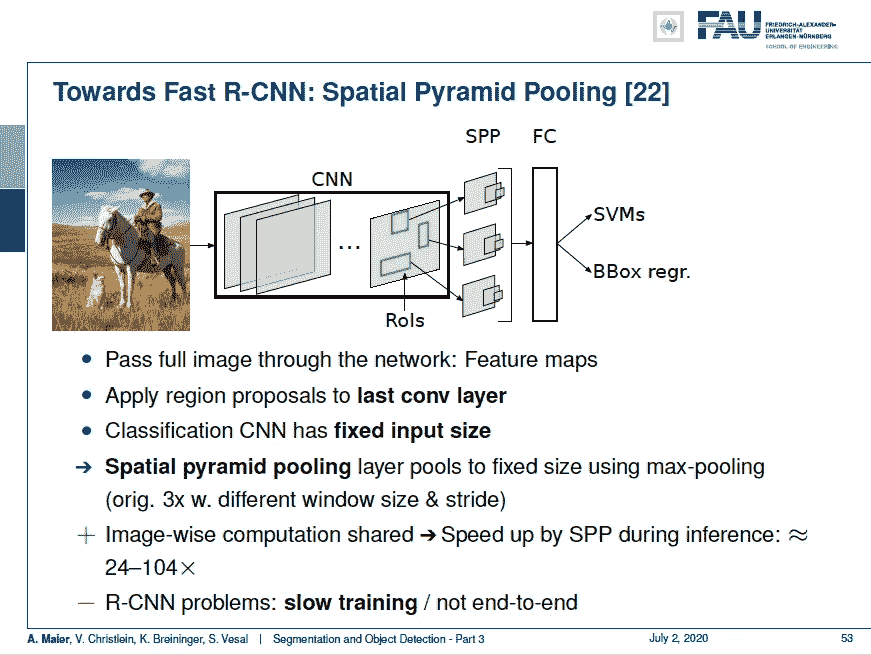 FAU
FRIEDRICH-ALEXANDER-
UNIVERSITÄT
ERLANGEN-NÜRNBERG
SCHOOL OF ENGINEERING
Towards Fast R-CNN: Spatial Pyramid Pooling [22]
SPP FC
CNN
...
SVMs
BBox regr.
RoIs
• Pass full image through the network: Feature maps
• Apply region proposals to last conv layer
• Classification CNN has fixed input size
➔ Spatial pyramid pooling layer pools to fixed size using max-pooling
(orig. 3x w. different window size & stride)
+ Image-wise computation shared ➔ Speed up by SPP during inference: ≈
24–104×
− R-CNN problems: slow training / not end-to-end
A. Maier, V. Christlein, K. Breininger, S. Vesal | Segmentation and Object Detection - Part 3 July 2, 2020 53